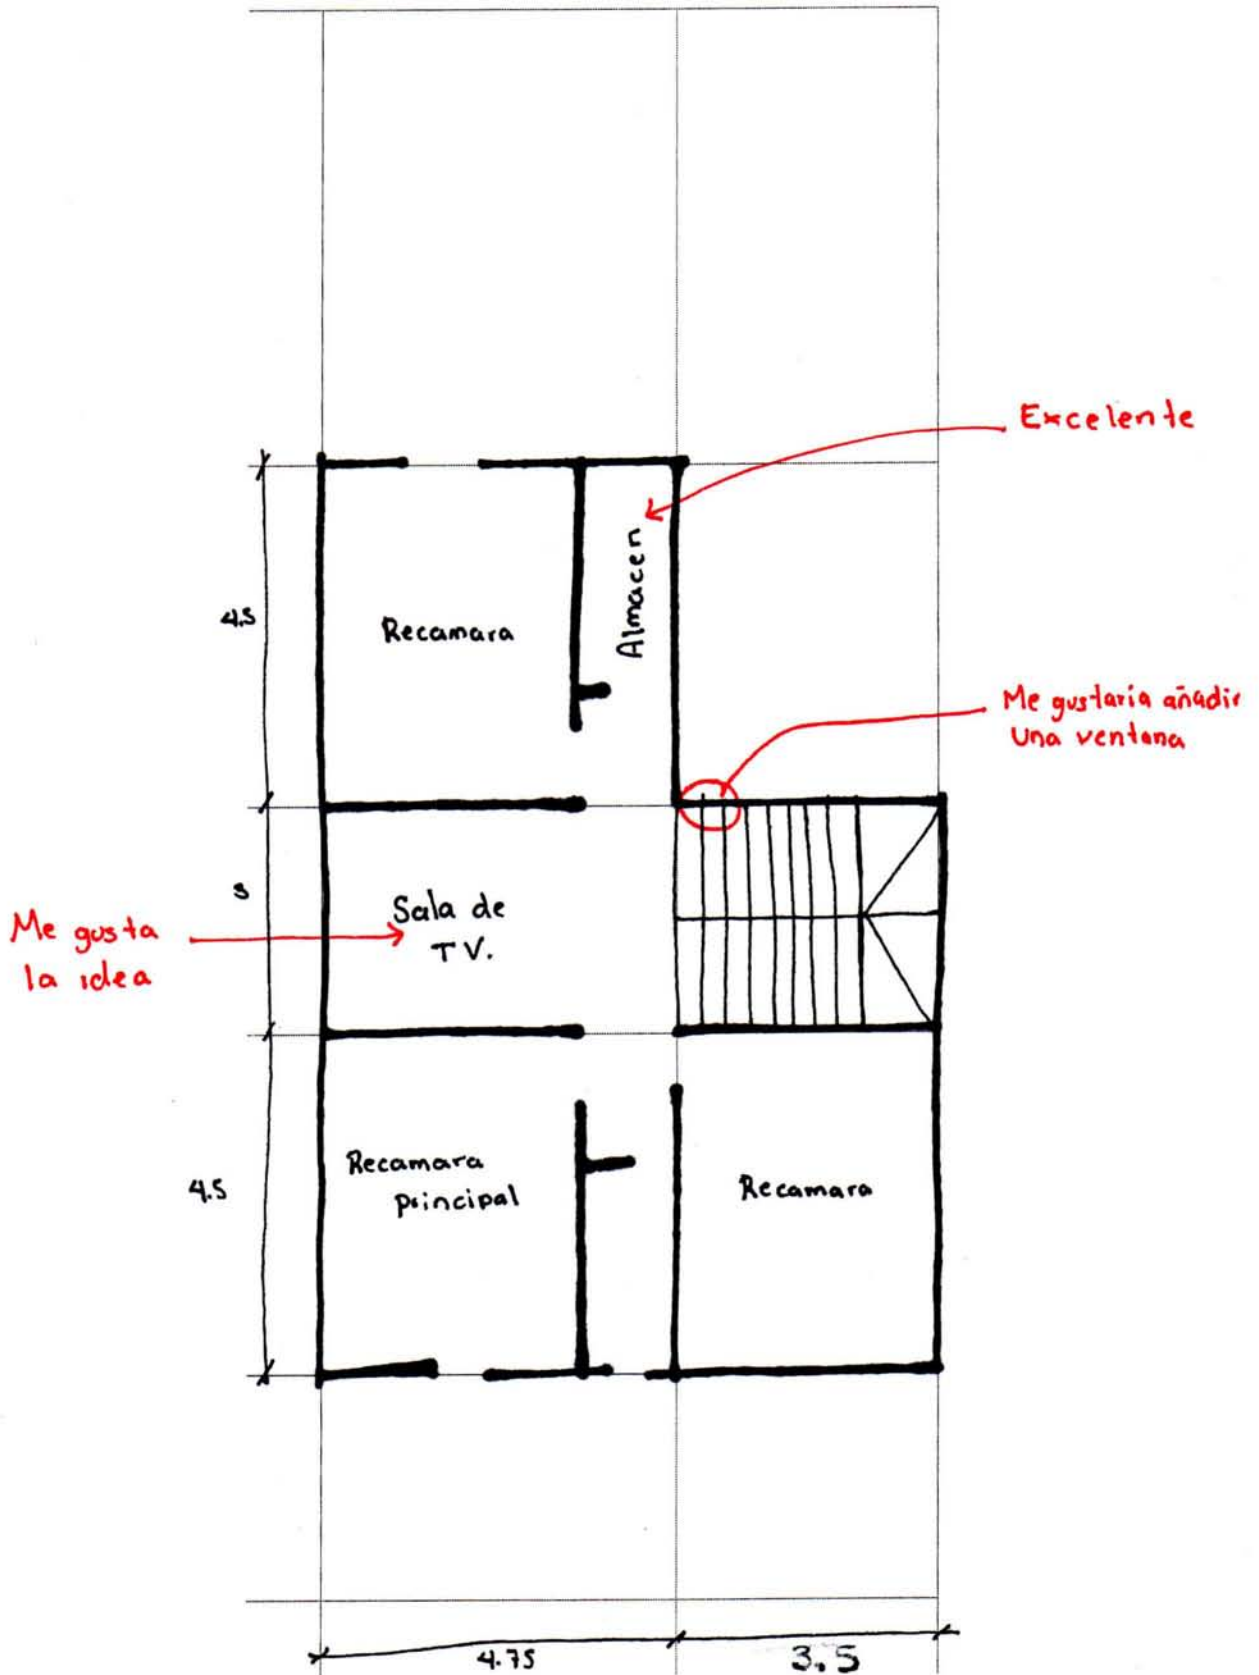 Excelente
Almacen
4.5
Recamara
Me gustaría añadir
una ventana
3
Sala de
TV.
Me gusta
la idea
Recamara
principal
4.5
Recamara
4.75
3.5